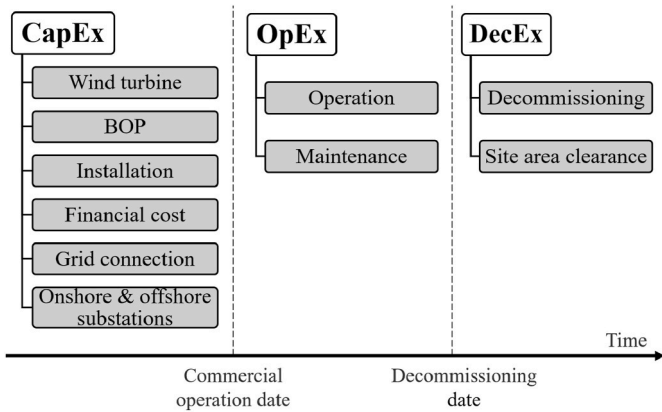 CapEx
Wind turbine
BOP
Installation
Financial cost
Grid connection
Onshore & offshore
substations
OpEx
Operation
Maintenance
DecEx
Decommissioning
Site area clearance
Time
Commercial
operation date
Decommissioning
date